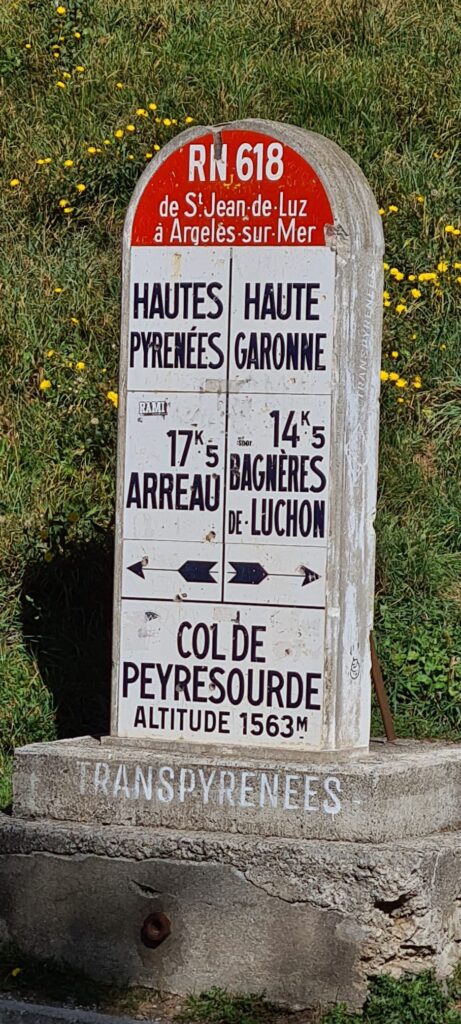 RN 618
de St Jean-de-Luz
à Argelès-sur-Mer
HAUTES
PYRENÉES
HAUTE
GARONNE
RAMI
17K5
ARREAU
14K5
BAGNÈRES
DE-LUCHON
COL DE
PEYRESOURDE
ALTITUDE 1563M
TRANSPYRENEES
TRANSPYRENEES